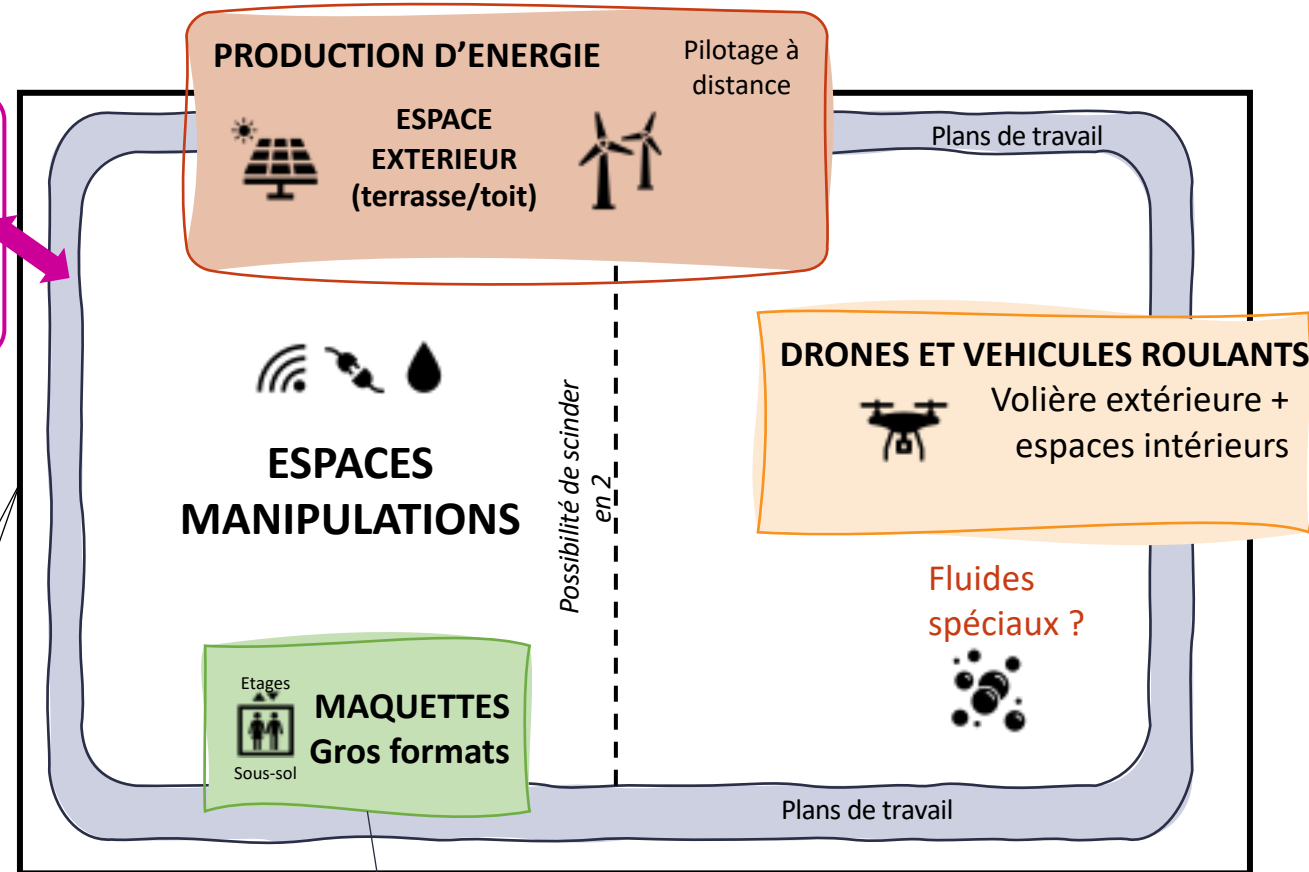 PRODUCTION D’ENERGIE
Pilotage à
distance
ESPACE
EXTERIEUR
(terrasse/toit)
Plans de travail
DRONES ET VEHICULES ROULANTS
Volière extérieure +
espaces intérieurs
ESPACES
MANIPULATIONS
Possibilité de scinder
en 2
Fluides
spéciaux ?
Etages
Sous-sol
MAQUETTES
Gros formats
Plans de travail